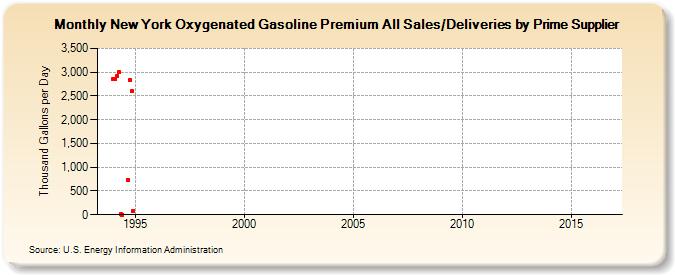 Monthly New York Oxygenated Gasoline Premium All Sales/Deliveries by Prime Supplier
Thousand Gallons per Day
3,500
3,000
2,500
2,000
1,500
1,000
500
0
1995 2000 2005 2010 2015
Source: U.S. Energy Information Administration